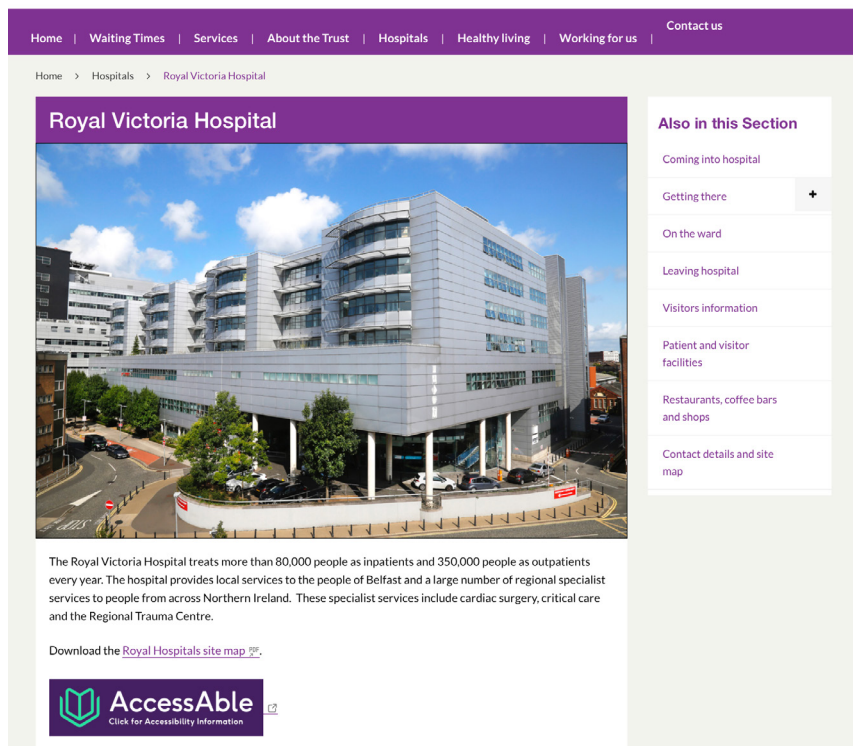 Home | Waiting Times | Services | About the Trust | Hospitals | Healthy living | Working for us |
Contact us
Home > Hospitals > Royal Victoria Hospital
Royal Victoria Hospital
The Royal Victoria Hospital treats more than 80,000 people as inpatients and 350,000 people as outpatients
every year. The hospital provides local services to the people of Belfast and a large number of regional specialist
services to people from across Northern Ireland. These specialist services include cardiac surgery, critical care
and the Regional Trauma Centre.
Download the Royal Hospitals site map PDF.
AccessAble
Click for Accessibility Information
Also in this Section
Coming into hospital
Getting there +
On the ward
Leaving hospital
Visitors information
Patient and visitor
facilities
Restaurants, coffee bars
and shops
Contact details and site
map